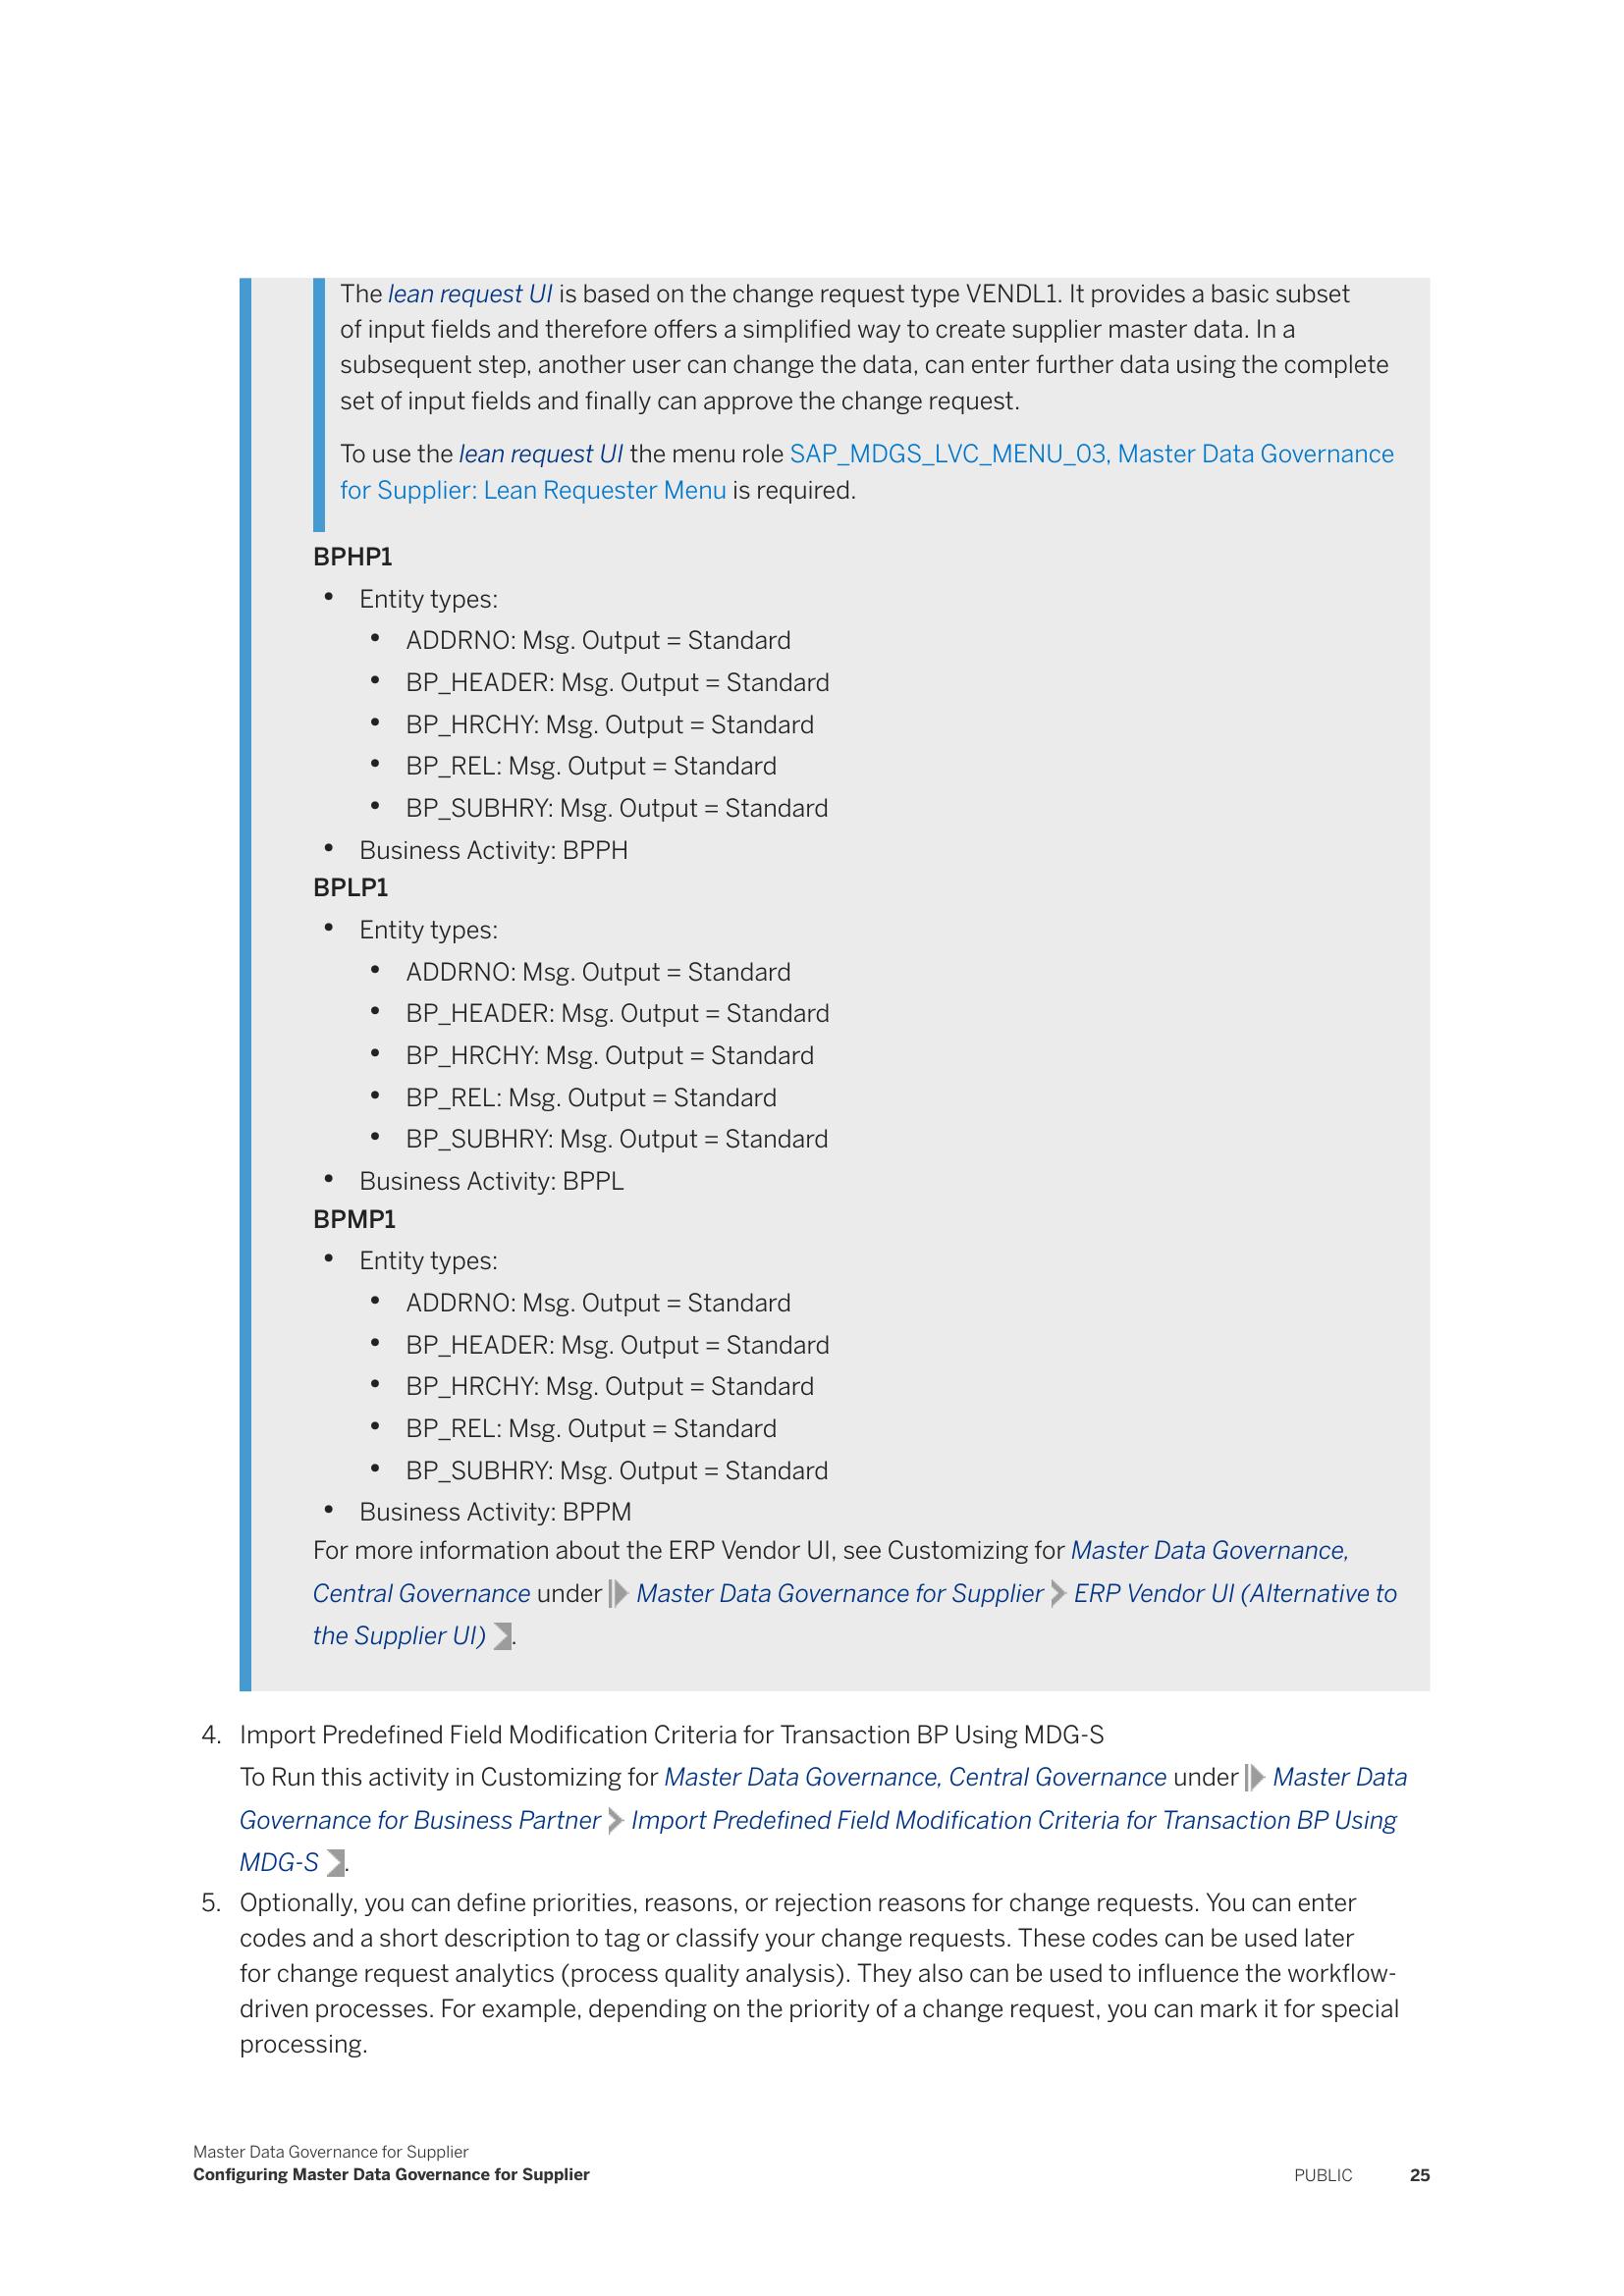 The lean request UI is based on the change request type VENDL1. It provides a basic subset
of input fields and therefore offers a simplified way to create supplier master data. In a
subsequent step, another user can change the data, can enter further data using the complete
set of input fields and finally can approve the change request.
To use the lean request UI the menu role SAP_MDGS_LVC_MENU_03, Master Data Governance
for Supplier: Lean Requester Menu is required.
BPHP1
• Entity types:
• ADDRNO: Msg. Output = Standard
• BP_HEADER: Msg. Output = Standard
• BP_HRCHY: Msg. Output = Standard
• BP_REL: Msg. Output = Standard
• BP_SUBHRY: Msg. Output = Standard
• Business Activity: BPPH
BPLP1
• Entity types:
• ADDRNO: Msg. Output = Standard
• BP_HEADER: Msg. Output = Standard
• BP_HRCHY: Msg. Output = Standard
• BP_REL: Msg. Output = Standard
• BP_SUBHRY: Msg. Output = Standard
• Business Activity: BPPL
BPMP1
• Entity types:
• ADDRNO: Msg. Output = Standard
• BP_HEADER: Msg. Output = Standard
• BP_HRCHY: Msg. Output = Standard
• BP_REL: Msg. Output = Standard
• BP_SUBHRY: Msg. Output = Standard
• Business Activity: BPPM
For more information about the ERP Vendor UI, see Customizing for Master Data Governance,
Central Governance under Master Data Governance for Supplier ERP Vendor UI (Alternative to
the Supplier UI) .
4. Import Predefined Field Modification Criteria for Transaction BP Using MDG-S
To Run this activity in Customizing for Master Data Governance, Central Governance under Master Data
Governance for Business Partner Import Predefined Field Modification Criteria for Transaction BP Using
MDG-S .
5. Optionally, you can define priorities, reasons, or rejection reasons for change requests. You can enter
codes and a short description to tag or classify your change requests. These codes can be used later
for change request analytics (process quality analysis). They also can be used to influence the workflow-
driven processes. For example, depending on the priority of a change request, you can mark it for special
processing.
Master Data Governance for Supplier
Configuring Master Data Governance for Supplier PUBLIC 25